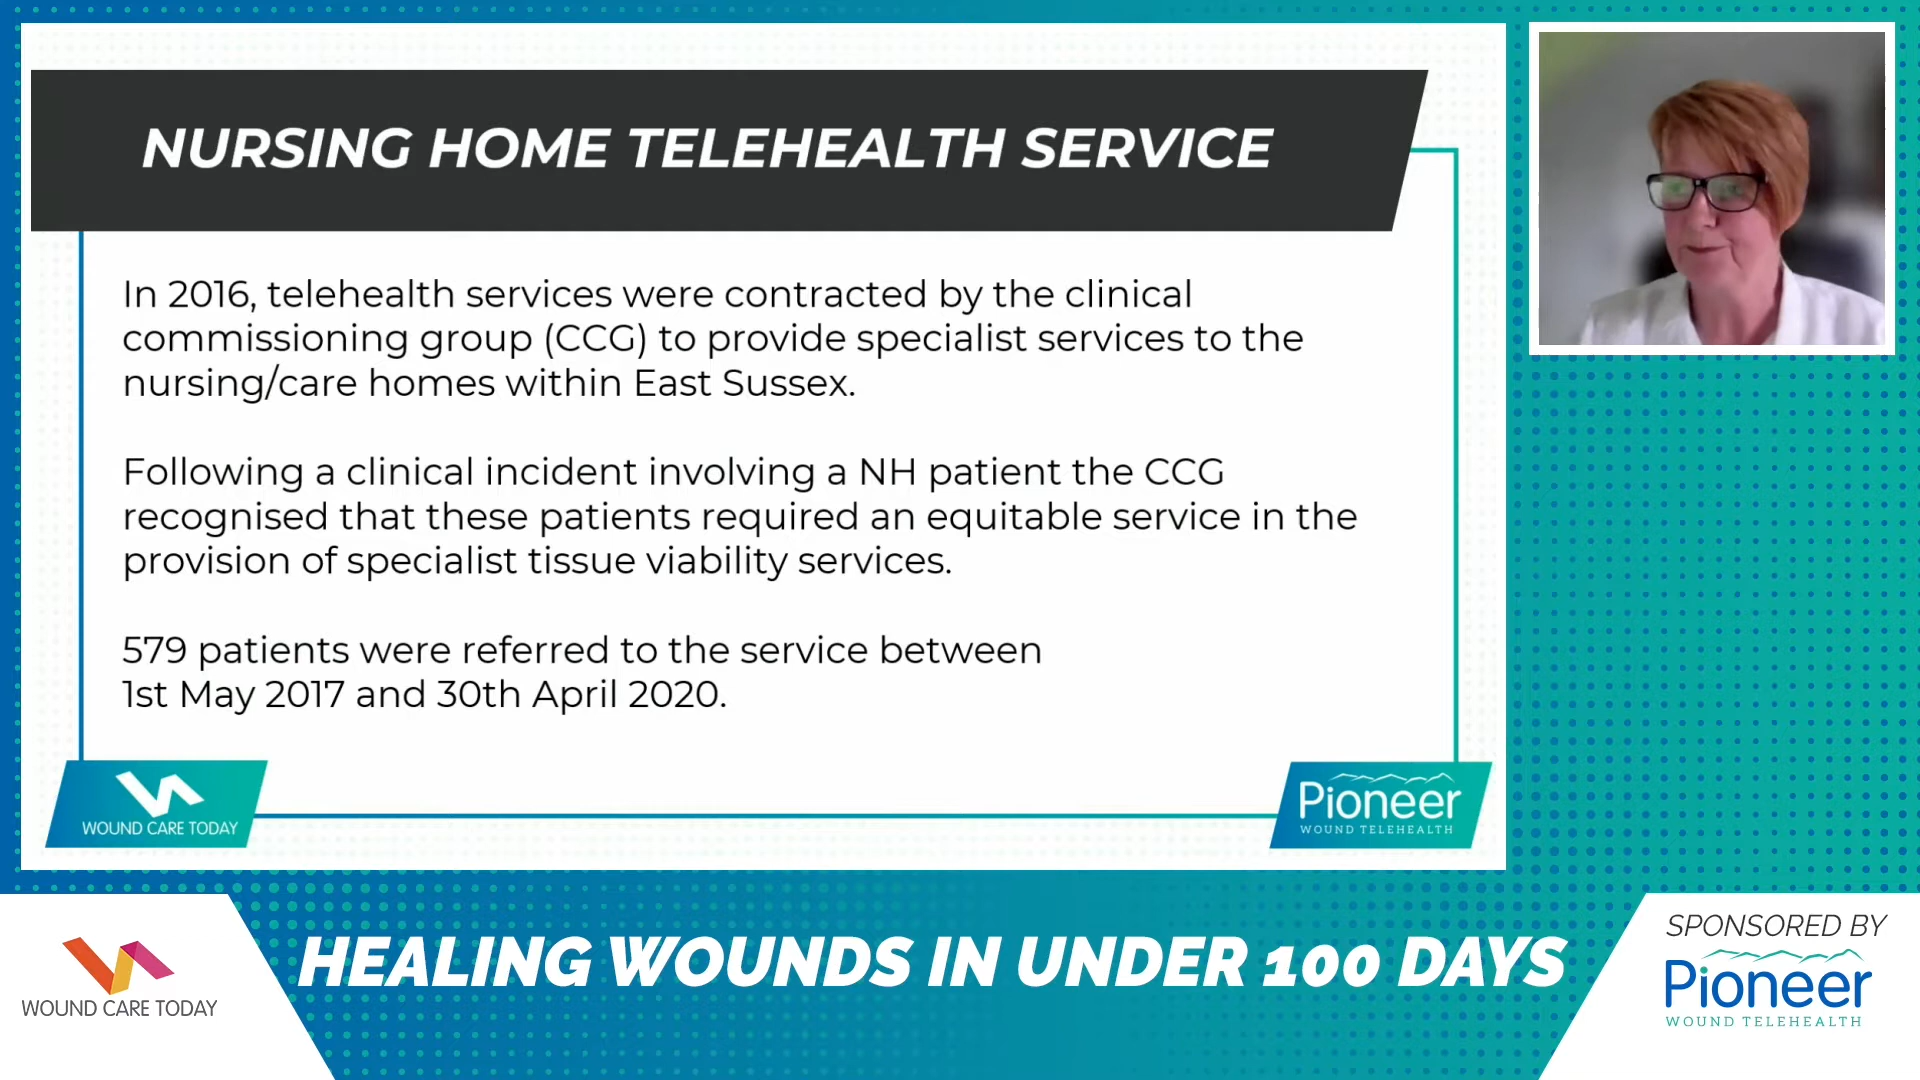 NURSING HOME TELEHEALTH SERVICE
In 2016, telehealth services were contracted by the clinical
commissioning group (CCG) to provide specialist services to the
nursing/care homes within East Sussex.
Following a clinical incident involving a NH patient the CCG
recognised that these patients required an equitable service in the
provision of specialist tissue viability services.
579 patients were referred to the service between
1st May 2017 and 30th April 2020.
WOUND CARE TODAY
Pioneer
WOUND TELEHEALTH
WOUND CARE TODAY
HEALING WOUNDS IN UNDER 100 DAYS
SPONSORED BY
Pioneer
WOUND TELEHEALTH